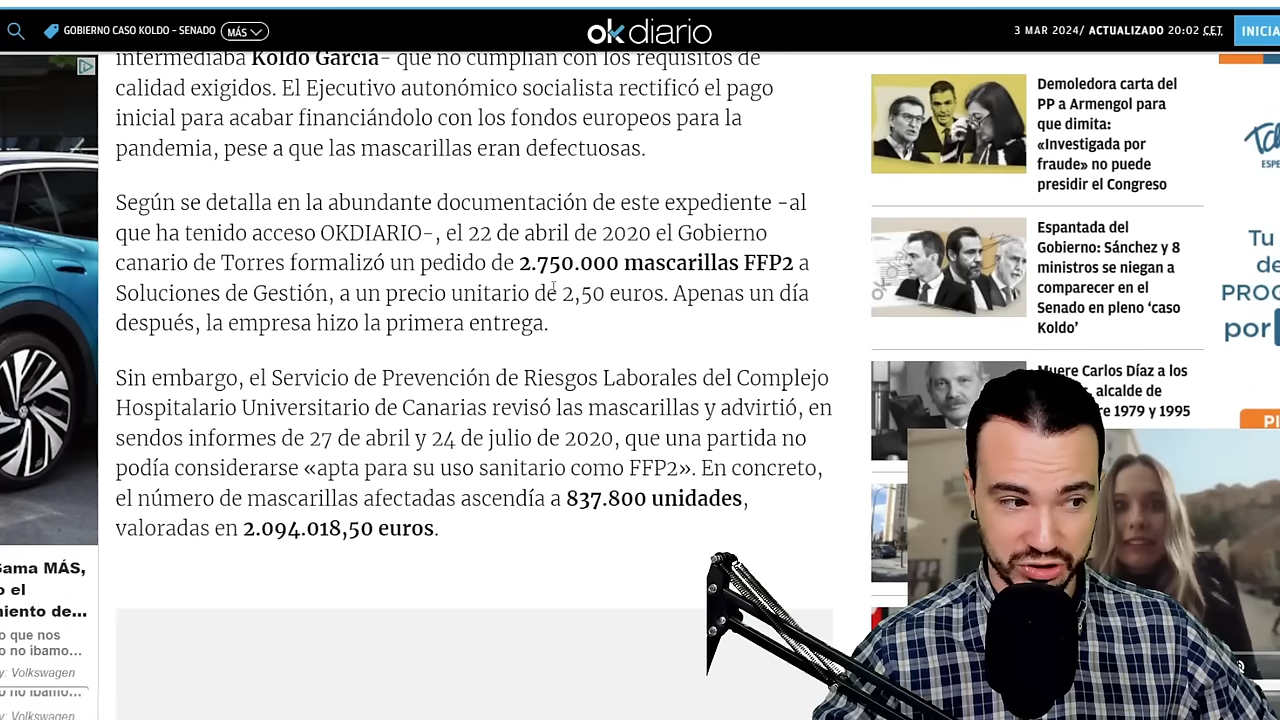 GOBIERNO CASO KOLDO - SENADO
MÁS
okdiario
3 MAR 2024/ ACTUALIZADO 20:02 CET
INICIA
intermediaba Koldo García- que no cumplían con los requisitos de
calidad exigidos. El Ejecutivo autonómico socialista rectificó el pago
inicial para acabar financiándolo con los fondos europeos para la
pandemia, pese a que las mascarillas eran defectuosas.
Según se detalla en la abundante documentación de este expediente -al
que ha tenido acceso OKDIARIO-, el 22 de abril de 2020 el Gobierno
canario de Torres formalizó un pedido de 2.750.000 mascarillas FFP2 a
Soluciones de Gestión, a un precio unitario de 2,50 euros. Apenas un día
después, la empresa hizo la primera entrega.
Sin embargo, el Servicio de Prevención de Riesgos Laborales del Complejo
Hospitalario Universitario de Canarias revisó las mascarillas y advirtió, en
sendos informes de 27 de abril y 24 de julio de 2020, que una partida no
podía considerarse «apta para su uso sanitario como FFP2». En concreto,
el número de mascarillas afectadas ascendía a 837.800 unidades,
valoradas en 2.094.018,50 euros.
Demoledora carta del
PP a Armengol para
que dimita:
«Investigada por
fraude» no puede
presidir el Congreso
Espantada del
Gobierno: Sánchez y 8
ministros se niegan a
comparecer en el
Senado en pleno ‘caso
Koldo’
Muere Carlos Díaz a los
alcalde de
1979 y 1995
Gama MÁS,
o el
miento de...
o que nos
o no ibamo...
y: Volkswagen
o no ibamo...
y: Volkswagen
ESPE
Tu
de
PROC
por
PI